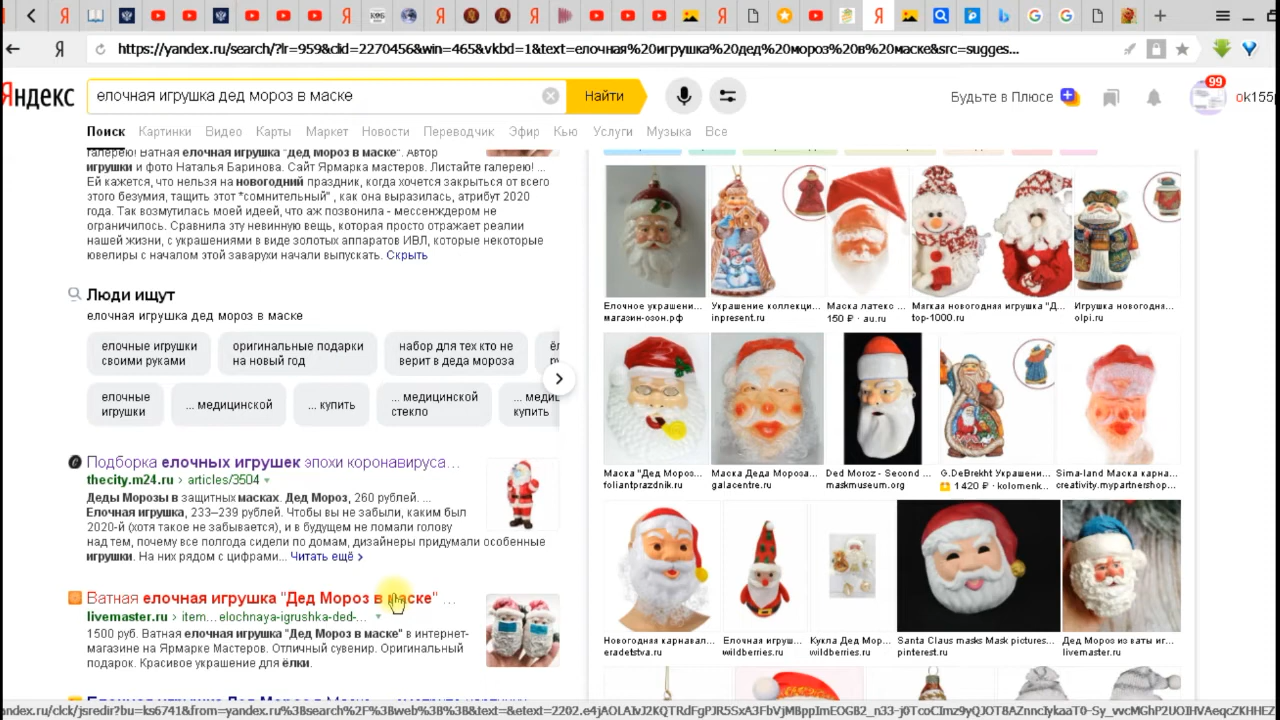 https://yandex.ru/search/?lr=959&clid=2270456&win=465&vkbd=1&text=елочная%20игрушка%20дед%20мороз%20в%20маске&src=sugges...
Яндекс
елочная игрушка дед мороз в маске
Найти
Будьте в Плюсе
99
ok155
Поиск Картинки Видео Карты Маркет Новости Переводчик Эфир Кью Услуги Музыка Все
галерею! Ватная елочная игрушка "Дед Мороз в маске". Автор
игрушки и фото Наталья Баринова. Сайт Ярмарка мастеров. Листайте галерею! ...
Ей кажется, что нельзя на новогодний праздник, когда хочется закрыться от всего
этого безумия, тащить этот "сомнительный" , как она выразилась, атрибут 2020
года. Так возмутилась моей идеей, что аж позвонила - мессенджером не
ограничилось. Сравнила эту невинную вещь, которая просто отражает реалии
нашей жизни, с украшениями в виде золотых аппаратов ИВЛ, которые некоторые
ювелиры с началом этой заварухи начали выпускать. Скрыть
Люди ищут
елочная игрушка дед мороз в маске
елочные игрушки
своими руками
оригинальные подарки
на новый год
набор для тех кто не
верит в деда мороза
елочные
игрушки
... медицинской
... купить
... медицинской
стекло
... медиц
купить
Подборка елочных игрушек эпохи коронавируса...
thecity.m24.ru › articles/3504
Деды Морозы в защитных масках. Дед Мороз, 260 рублей. ...
Елочная игрушка, 233–239 рублей. Чтобы вы не забыли, каким был
2020-й (хотя такое не забывается), и в будущем не ломали голову
над тем, почему все полгода сидели по домам, дизайнеры придумали особенные
игрушки. На них рядом с цифрами... Читать ещё ›
Ватная елочная игрушка "Дед Мороз в маске" ...
livemaster.ru › item... elochnaya-igrushka-ded-...
1500 руб. Ватная елочная игрушка "Дед Мороз в маске" в интернет-
магазине на Ярмарке Мастеров. Отличный сувенир. Оригинальный
подарок. Красивое украшение для ёлки.
Елочное украшени...
магазин-озон.рф
Украшение коллекци...
inpresent.ru
Маска латекс ...
150 ₽ · au.ru
Мягкая новогодняя игрушка "Д...
top-1000.ru
Игрушка новогодня...
olpi.ru
Маска "Дед Мороз...
foliantprazdnik.ru
Маска Деда Мороза...
galacentre.ru
Ded Moroz - Second ...
maskmuseum.org
G.DeBrekht Украшени...
1 420 ₽ · kolomenk...
Sima-land Маска карна...
creativity.mypartnershop...
Новогодняя карнавал...
eradetstva.ru
Елочная игруш...
wildberries.ru
Кукла Дед Мор...
wildberries.ru
Santa Claus masks Mask pictures...
pinterest.ru
Дед Мороз из ваты иг...
livemaster.ru